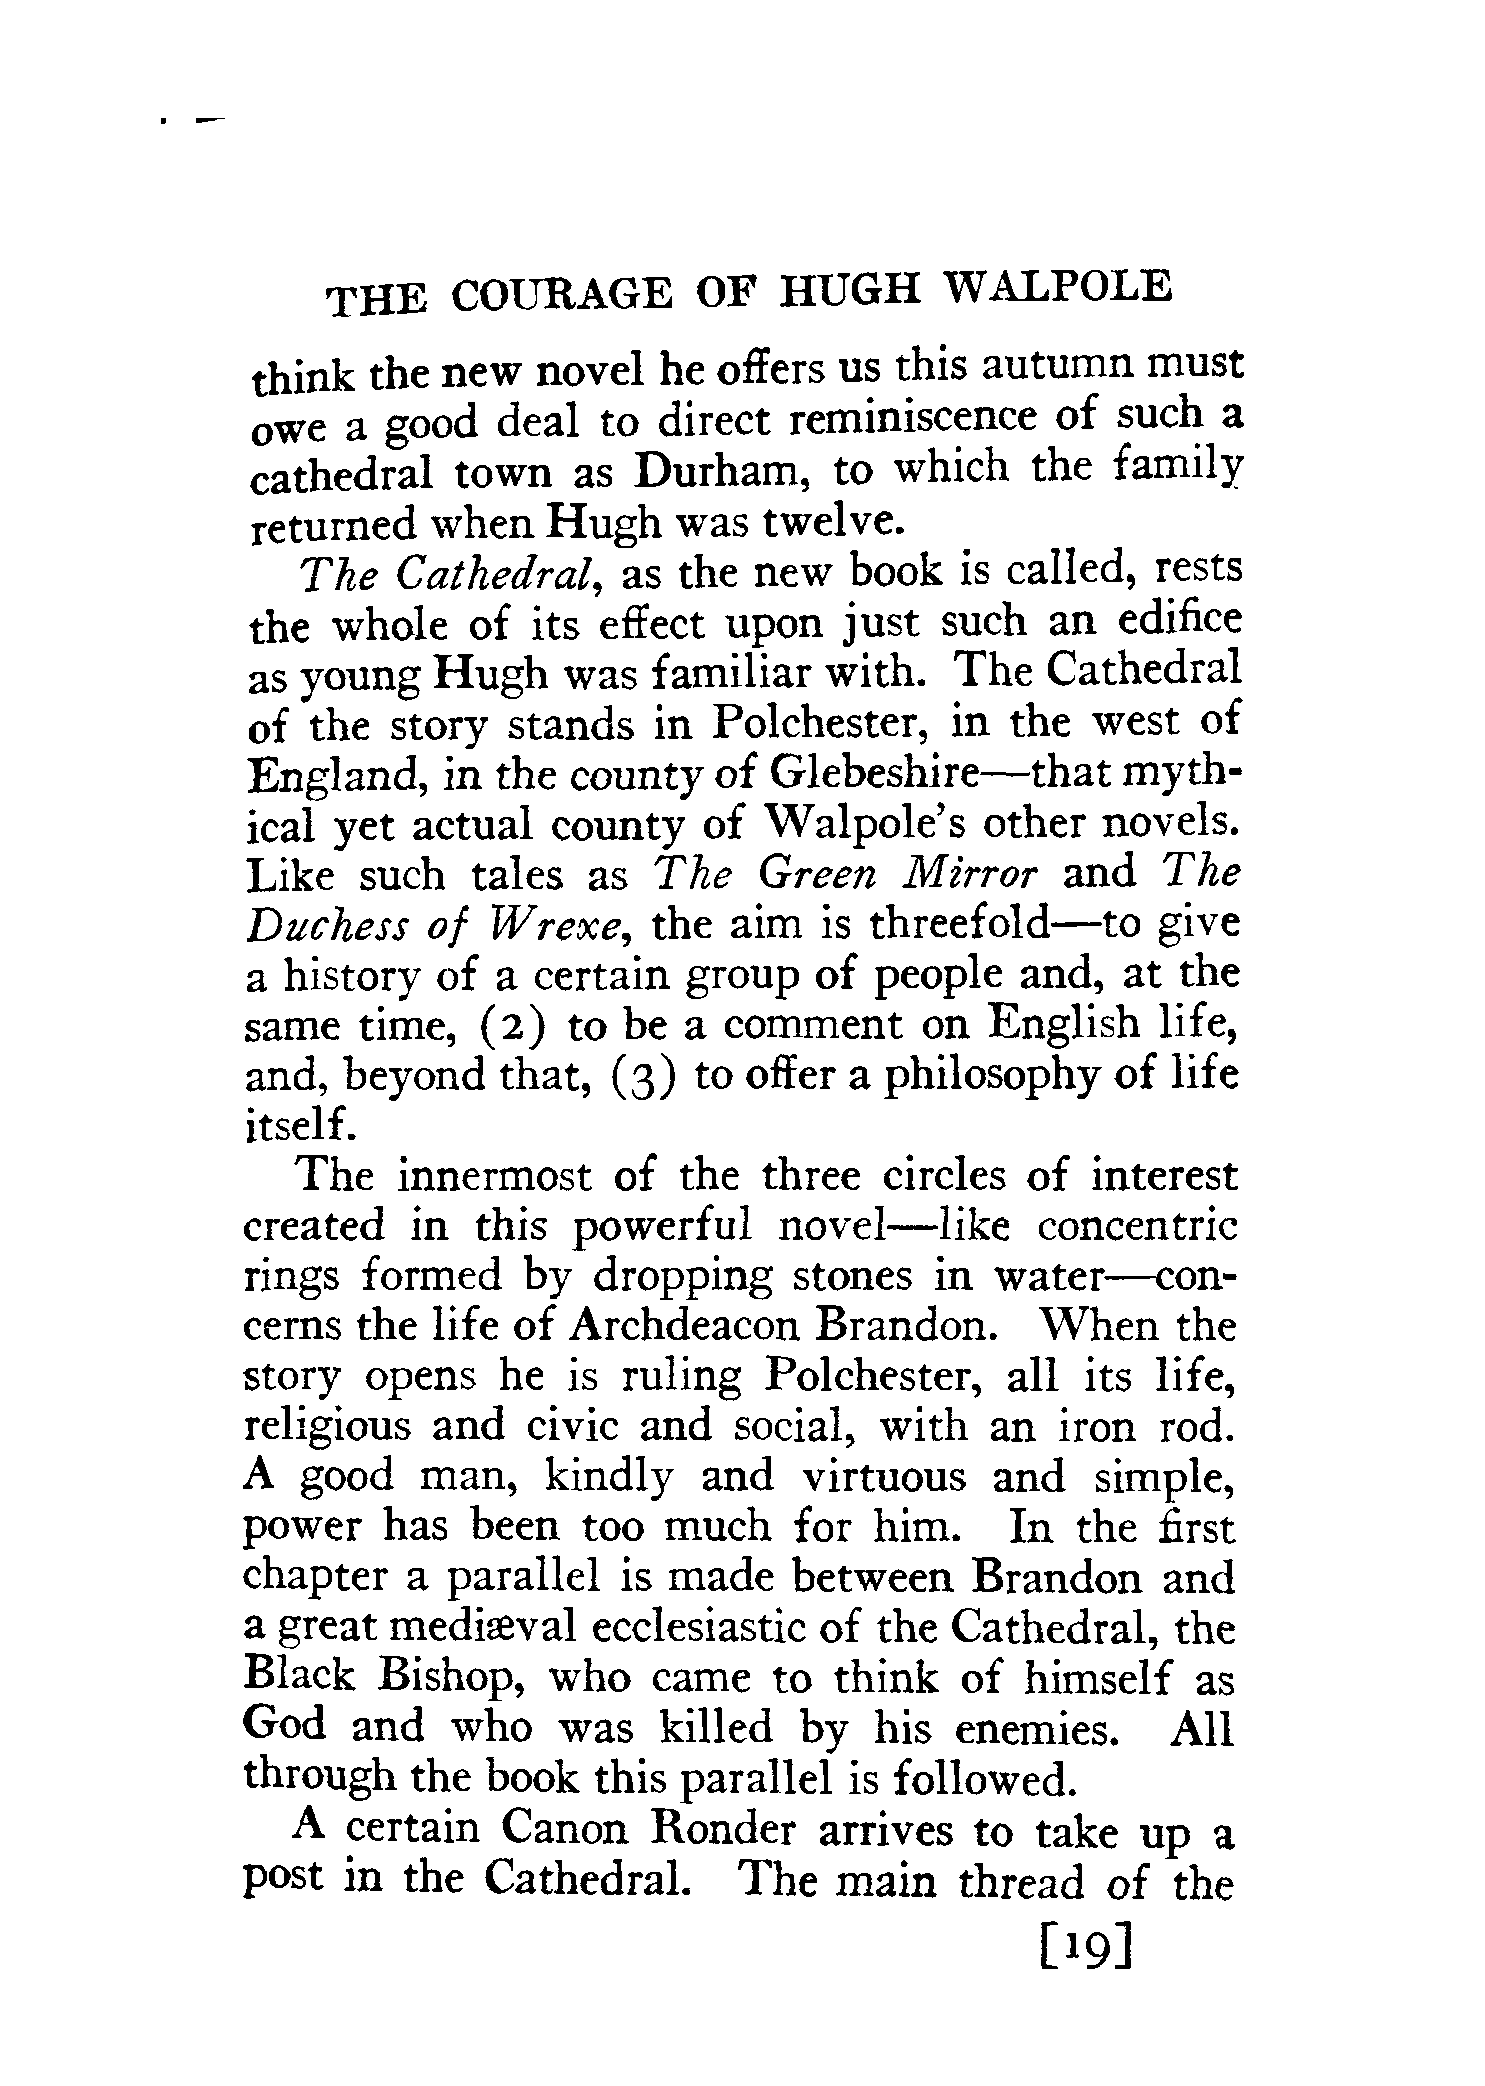 THE COURAGE OF HUGH WALPOLE
think the new novel he offers us this autumn must
owe a good deal to direct reminiscence of such a
cathedral town as Durham, to which the family
returned when Hugh was twelve.
The Cathedral, as the new book is called, rests
the whole of its effect upon just such an edifice
as young Hugh was familiar with. The Cathedral
of the story stands in Polchester, in the west of
England, in the county of Glebeshire—that myth-
ical yet actual county of Walpole's other novels.
Like such tales as The Green Mirror and The
Duchess of Wrexe, the aim is threefold—to give
a history of a certain group of people and, at the
same time, (2) to be a comment on English life,
and, beyond that, (3) to offer a philosophy of life
itself.
The innermost of the three circles of interest
created in this powerful novel—like concentric
rings formed by dropping stones in water—con-
cerns the life of Archdeacon Brandon. When the
story opens he is ruling Polchester, all its life,
religious and civic and social, with an iron rod.
A good man, kindly and virtuous and simple,
power has been too much for him. In the first
chapter a parallel is made between Brandon and
a great mediæval ecclesiastic of the Cathedral, the
Black Bishop, who came to think of himself as
God and who was killed by his enemies. All
through the book this parallel is followed.
A certain Canon Ronder arrives to take up a
post in the Cathedral. The main thread of the
[19]